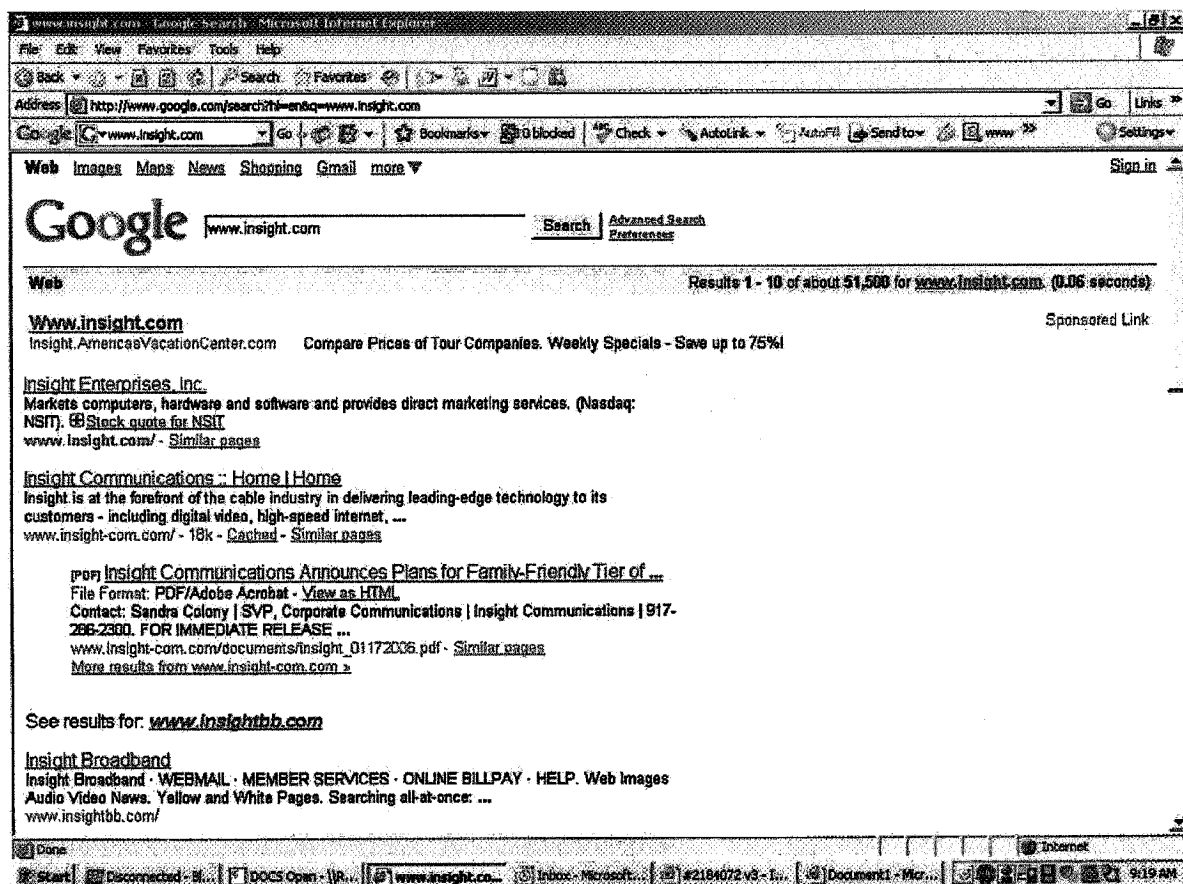 www.insight.com - Google Search - Microsoft Internet Explorer
File Edit View Favorites Tools Help
Back Search Favorites
Address http://www.google.com/search?hl=en&q=www.insight.com Go Links »
Google G www.insight.com Go Bookmarks 0 blocked Check AutoLink AutoFill Send to www » Settings
Web Images Maps News Shopping Gmail more Sign in
Google www.insight.com Search Advanced Search
Preferences
Web Results 1 - 10 of about 51,500 for www.insight.com. (0.06 seconds)
Www.insight.com Sponsored Link
Insight.AmericasVacationCenter.com Compare Prices of Tour Companies. Weekly Specials - Save up to 75%!
Insight Enterprises, Inc.
Markets computers, hardware and software and provides direct marketing services. (Nasdaq:
NSIT). Stock quote for NSIT
www.insight.com/ - Similar pages
Insight Communications :: Home | Home
Insight is at the forefront of the cable industry in delivering leading-edge technology to its
customers - including digital video, high-speed internet, ...
www.insight-com.com/ - 18k - Cached - Similar pages
[PDF] Insight Communications Announces Plans for Family-Friendly Tier of ...
File Format: PDF/Adobe Acrobat - View as HTML
Contact: Sandra Colony | SVP, Corporate Communications | Insight Communications | 917-
286-2300. FOR IMMEDIATE RELEASE ...
www.insight-com.com/documents/insight_01172006.pdf - Similar pages
More results from www.insight-com.com »
See results for: www.insightbb.com
Insight Broadband
Insight Broadband · WEBMAIL · MEMBER SERVICES · ONLINE BILLPAY · HELP. Web Images
Audio Video News. Yellow and White Pages. Searching all-at-once: ...
www.insightbb.com/
Done Internet
Start Disconnected - Bl... DOCS Open - \\R... www.insight.co... Inbox - Microsoft... #2184072 v3 - I... Document1 - Micr... 9:19 AM